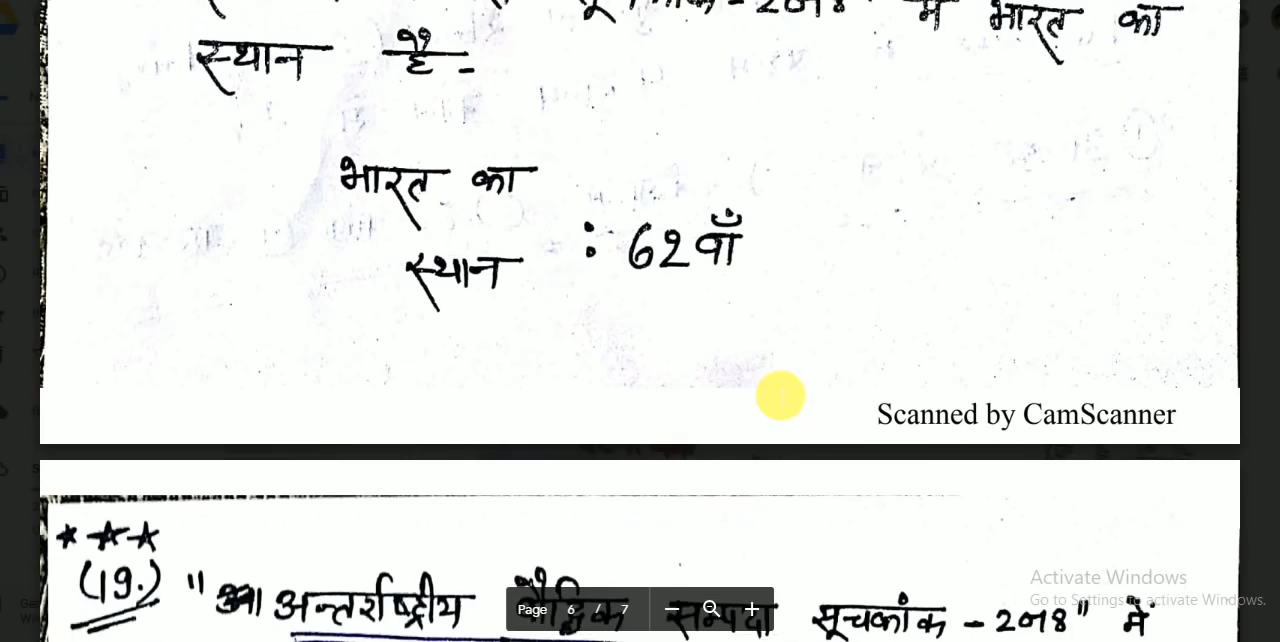 में भारत का
स्थान है -
भारत का
स्थान : 62वाँ
Scanned by CamScanner
★★★
(19.) " अन्तर्राष्ट्रीय बौद्धिक सम्पदा सूचकांक - 2018" में
Page 6 / 7
Activate Windows
Go to Settings to activate Windows.